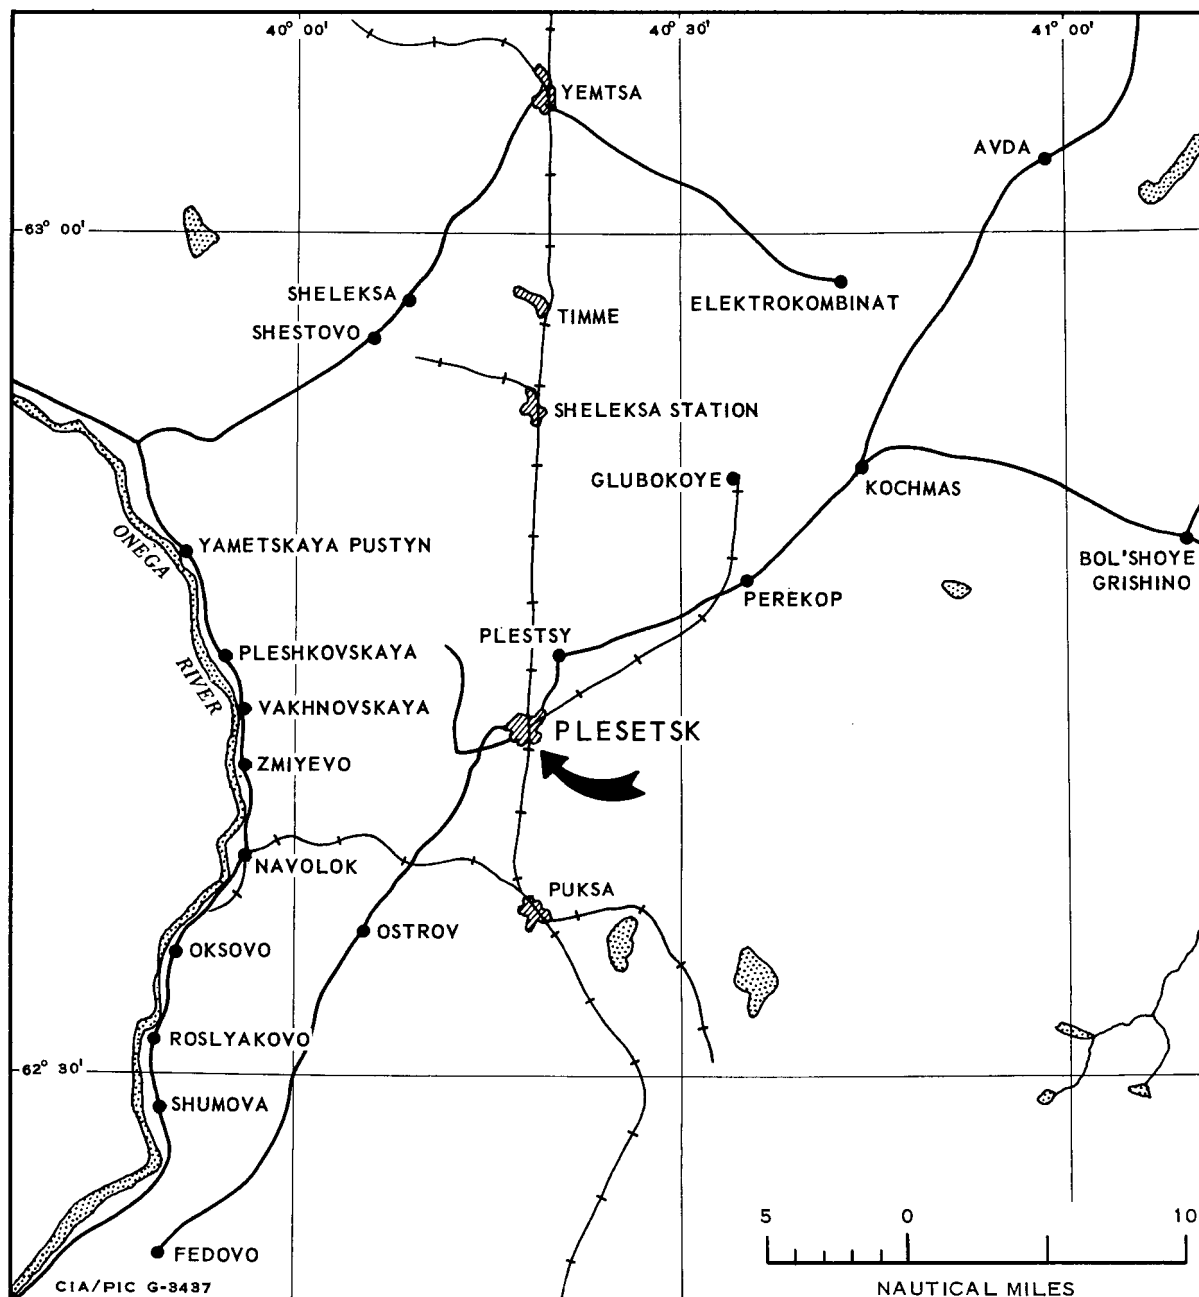 40° 00'
40° 30'
41° 00'
YEMTSA
AVDA
63° 00'
SHELEKSA
ELEKTROKOMBINAT
TIMME
SHESTOVO
SHELEKSA STATION
GLUBOKOYE
KOCHMAS
ONEGA
RIVER
YAMETSKAYA PUSTYN
BOL'SHOYE
GRISHINO
PEREKOP
PLESTSY
PLESHKOVSKAYA
VAKHNOVSKAYA
PLESETSK
ZMIYEVO
NAVOLOK
PUKSA
OSTROV
OKSOVO
ROSLYAKOVO
62° 30'
SHUMOVA
FEDOVO
5 0 10
NAUTICAL MILES
CIA/PIC G-3437